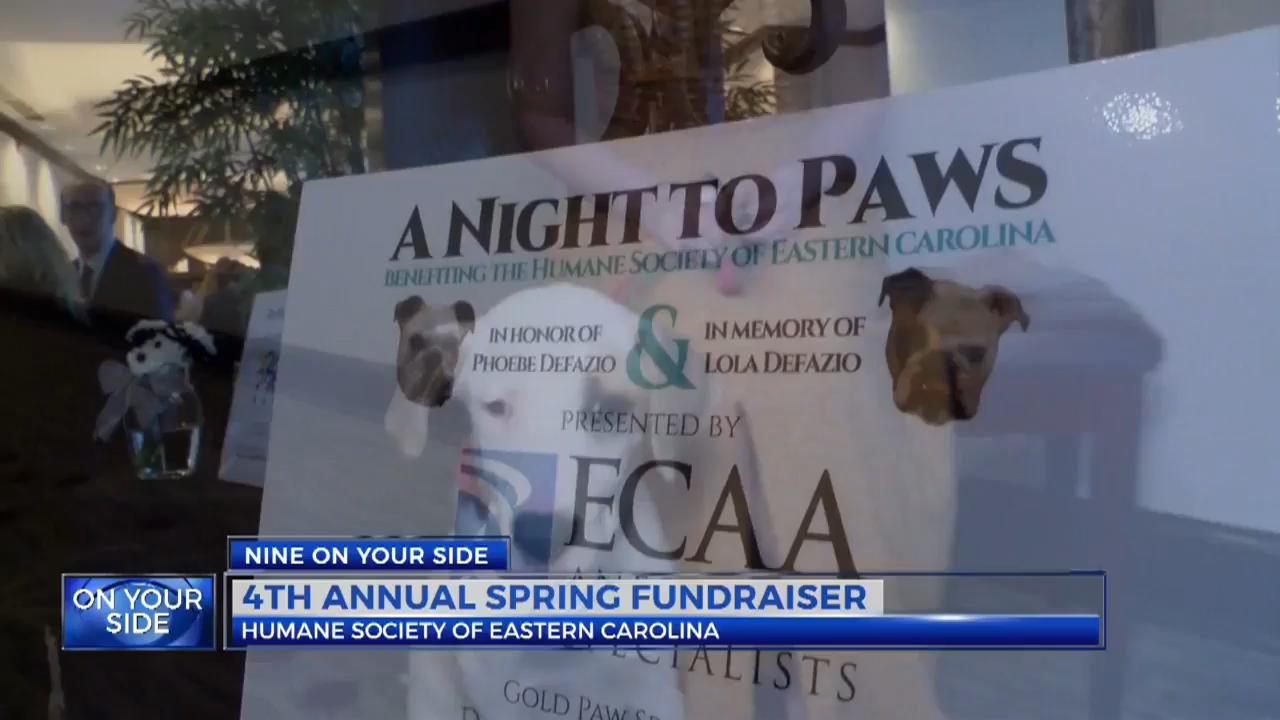 A NIGHT TO PAWS
BENEFITING THE HUMANE SOCIETY OF EASTERN CAROLINA
IN HONOR OF
PHOEBE DEFAZIO
&
IN MEMORY OF
LOLA DEFAZIO
PRESENTED BY
ECAA
SPECIALISTS
GOLD PAW
NINE ON YOUR SIDE
ON YOUR SIDE
4TH ANNUAL SPRING FUNDRAISER
HUMANE SOCIETY OF EASTERN CAROLINA